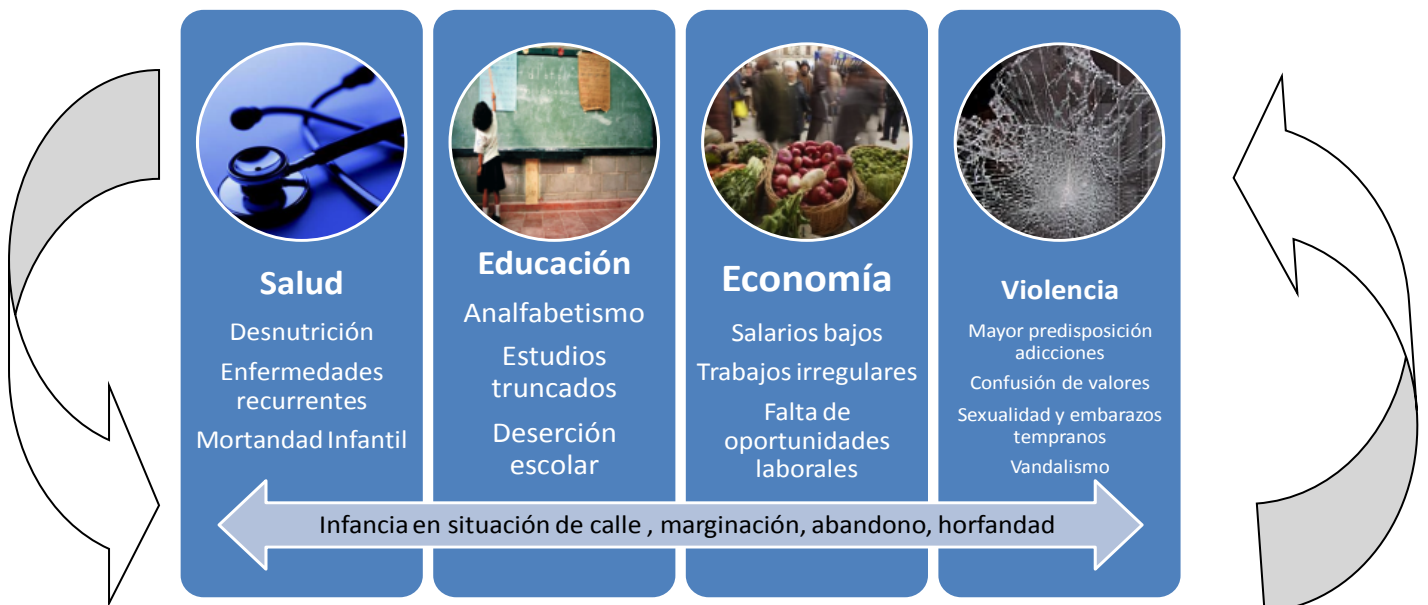 Salud
Desnutrición
Enfermedades
recurrentes
Mortandad Infantil
Educación
Analfabetismo
Estudios
truncados
Deserción
escolar
Economía
Salarios bajos
Trabajos irregulares
Falta de
oportunidades
laborales
Violencia
Mayor predisposición
adicciones
Confusión de valores
Sexualidad y embarazos
tempranos
Vandalismo
Infancia en situación de calle , marginación, abandono, horfandad